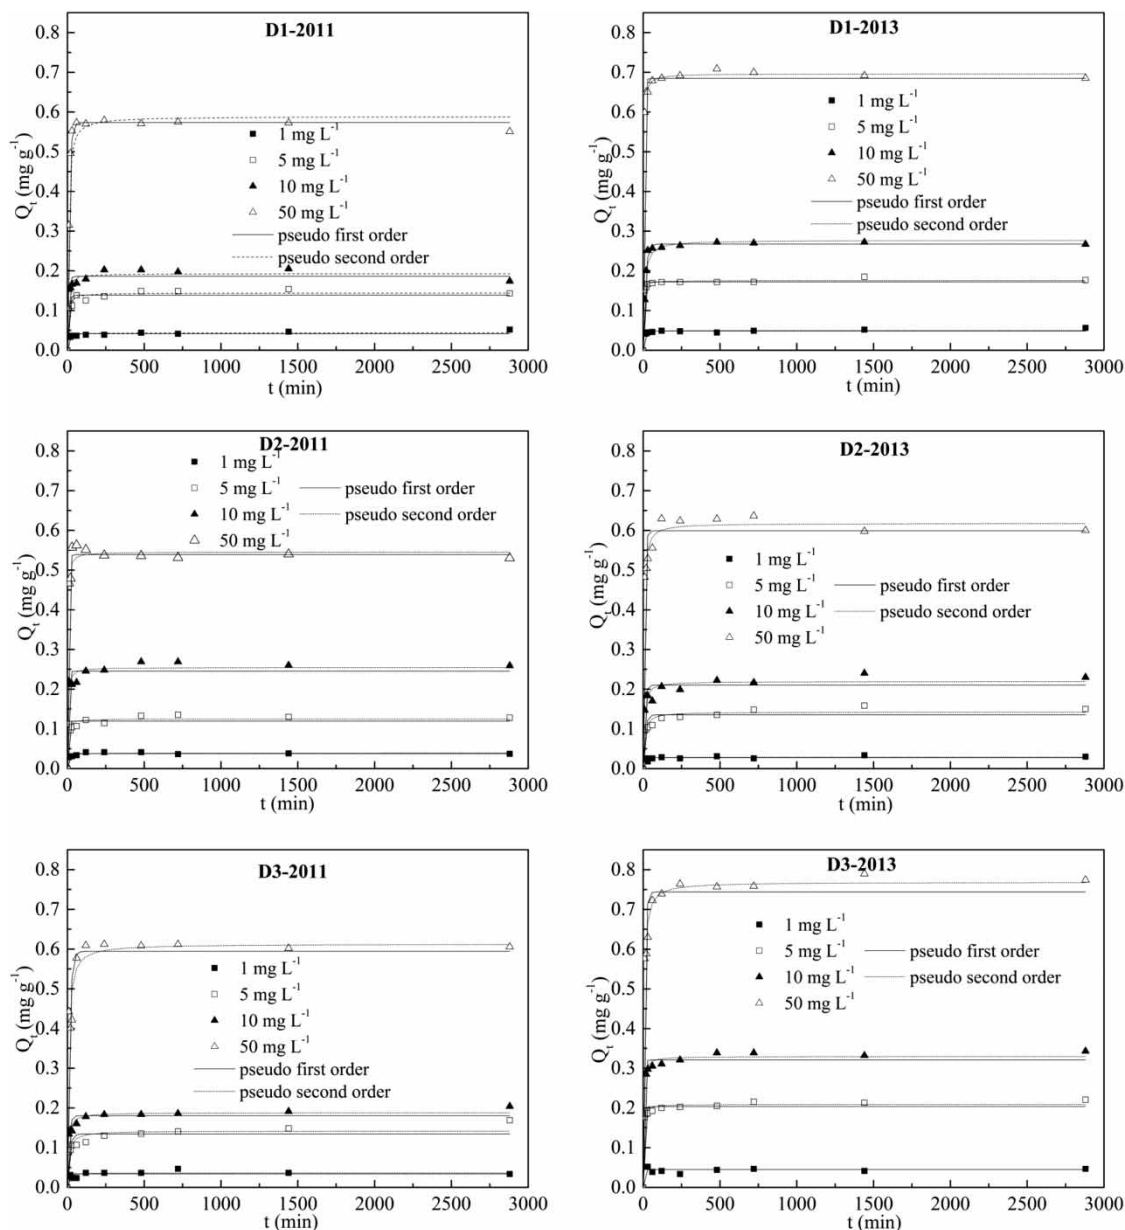 D1-2011
0.8
0.7
0.6
0.5
0.4
0.3
0.2
0.1
0.0
Qt (mg g-1)
1 mg L-1
5 mg L-1
10 mg L-1
50 mg L-1
pseudo first order
pseudo second order
0 500 1000 1500 2000 2500 3000
t (min)
D1-2013
0.8
0.7
0.6
0.5
0.4
0.3
0.2
0.1
0.0
Qt (mg g-1)
1 mg L-1
5 mg L-1
10 mg L-1
50 mg L-1
pseudo first order
pseudo second order
0 500 1000 1500 2000 2500 3000
t (min)
D2-2011
0.8
0.7
0.6
0.5
0.4
0.3
0.2
0.1
0.0
Qt (mg g-1)
1 mg L-1
5 mg L-1 pseudo first order
10 mg L-1 pseudo second order
50 mg L-1
0 500 1000 1500 2000 2500 3000
t (min)
D2-2013
0.8
0.7
0.6
0.5
0.4
0.3
0.2
0.1
0.0
Qt (mg g-1)
1 mg L-1
5 mg L-1 pseudo first order
10 mg L-1 pseudo second order
50 mg L-1
0 500 1000 1500 2000 2500 3000
t (min)
D3-2011
0.8
0.7
0.6
0.5
0.4
0.3
0.2
0.1
0.0
Qt (mg g-1)
1 mg L-1
5 mg L-1
10 mg L-1
50 mg L-1
pseudo first order
pseudo second order
0 500 1000 1500 2000 2500 3000
t (min)
D3-2013
0.8
0.7
0.6
0.5
0.4
0.3
0.2
0.1
0.0
Qt (mg g-1)
1 mg L-1
5 mg L-1 pseudo first order
10 mg L-1 pseudo second order
50 mg L-1
0 500 1000 1500 2000 2500 3000
t (min)